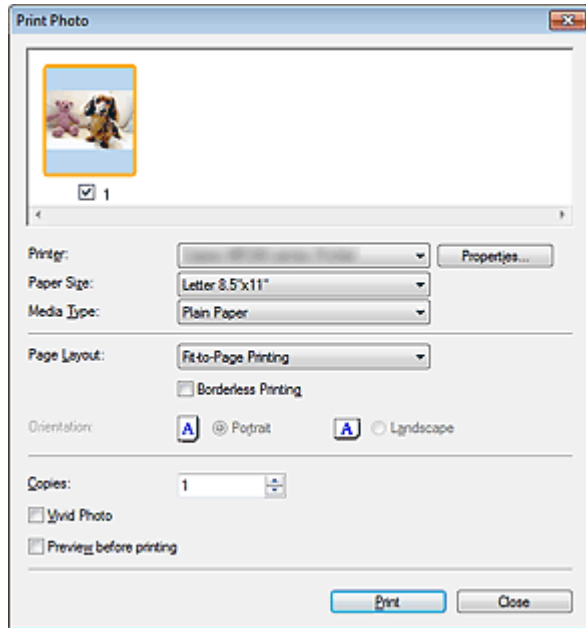 Print Photo
1
Printer: Properties...
Paper Size: Letter 8.5"x11"
Media Type: Plain Paper
Page Layout: Fit-to-Page Printing
Borderless Printing
Orientation: A Portrait A Landscape
Copies: 1
Vivid Photo
Preview before printing
Print Close